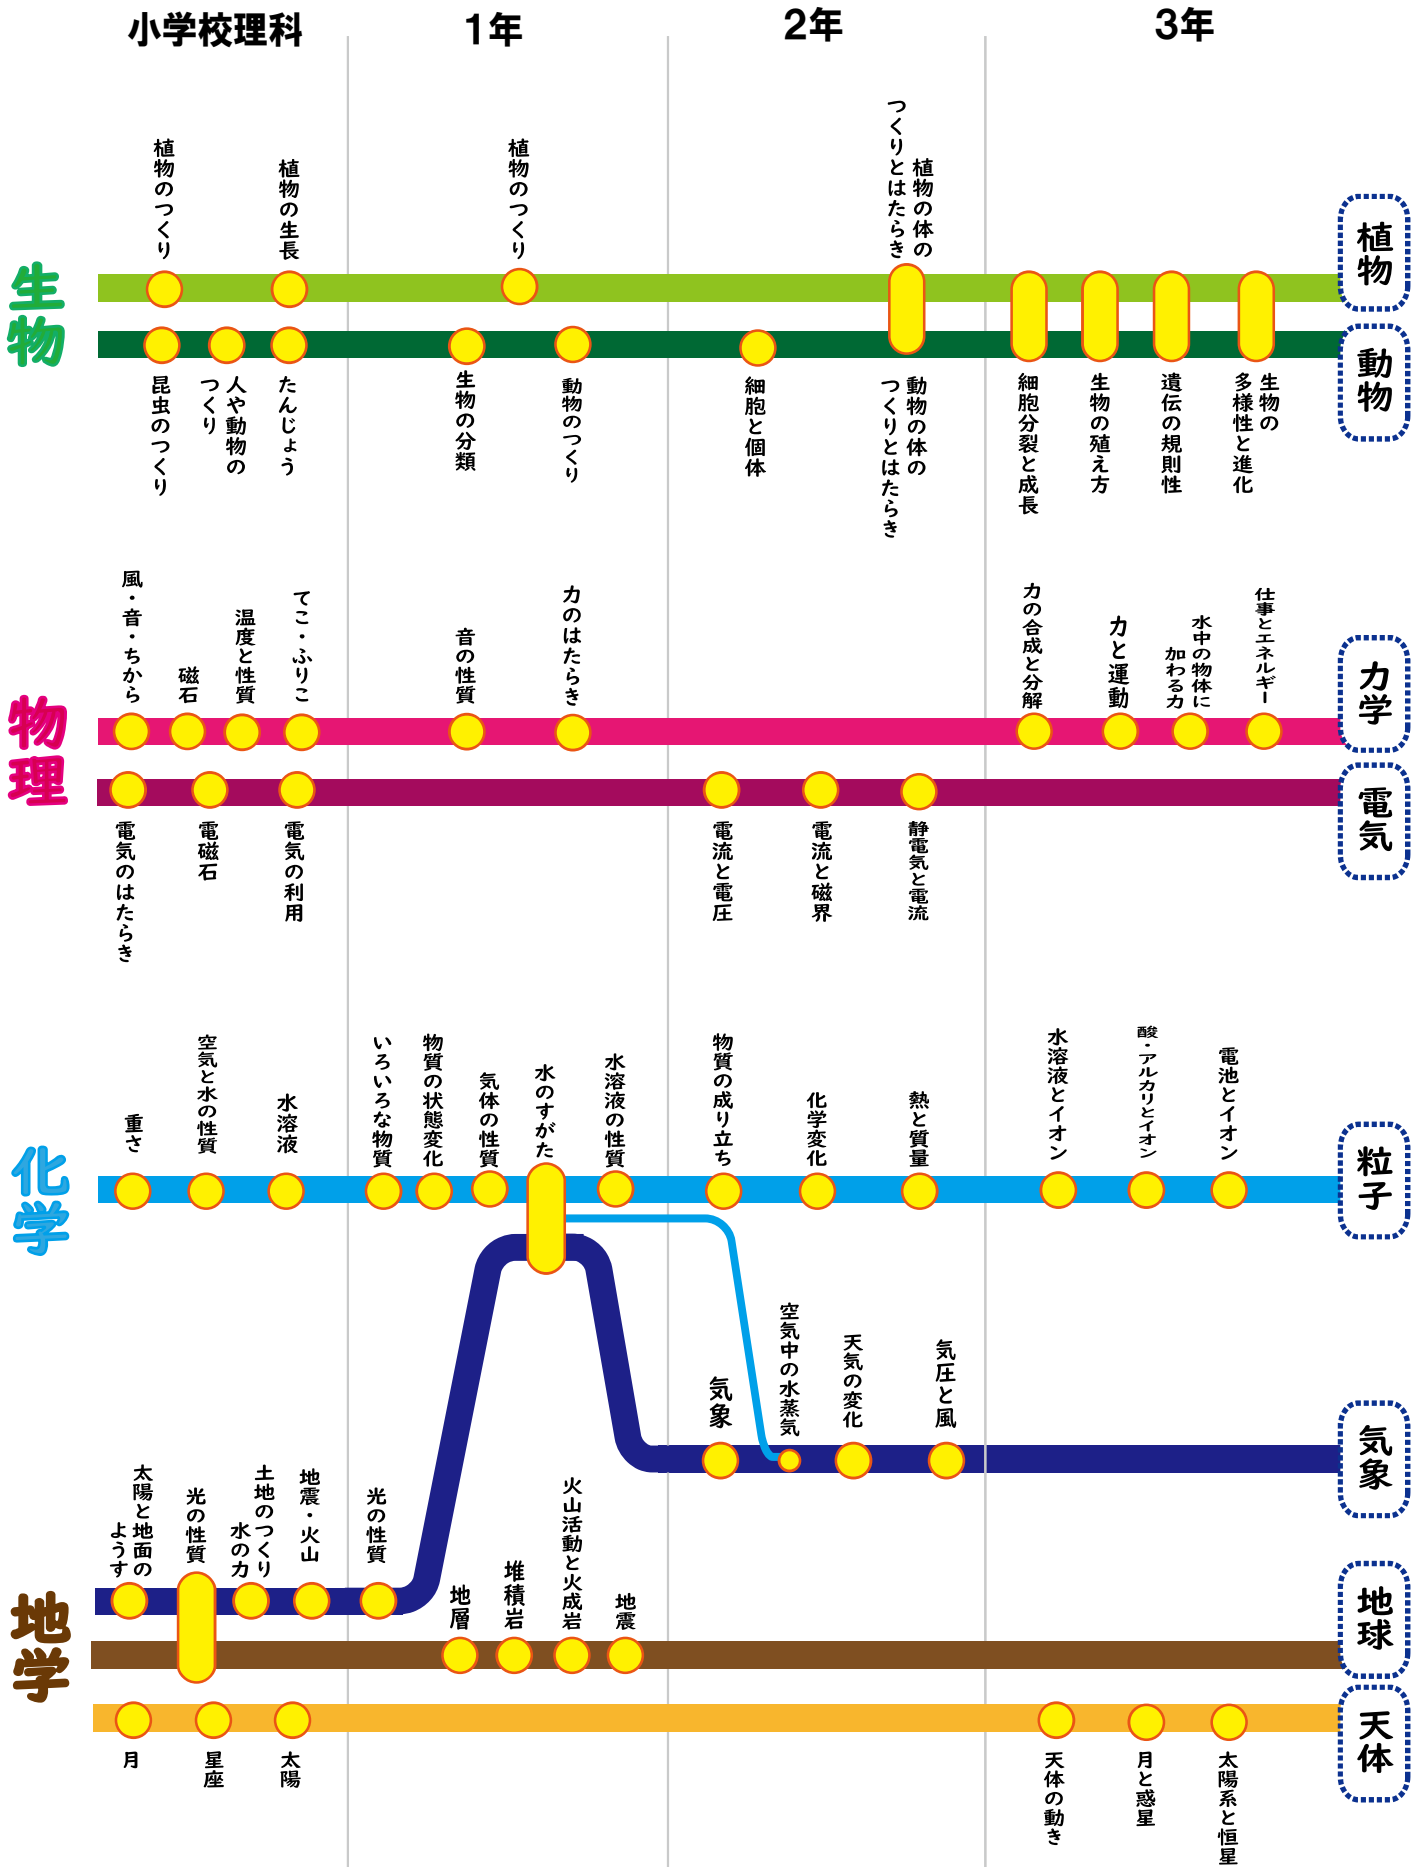 小学校理科
1年
2年
3年
生物
植物のつくり
植物の生長
植物のつくり
植物の体の
つくりとはたらき
植物
昆虫のつくり
人や動物の
つくり
たんじょう
生物の分類
動物のつくり
細胞と個体
動物の体の
つくりとはたらき
細胞分裂と成長
生物の殖え方
遺伝の規則性
生物の
多様性と進化
動物
物理
風・音・ちから
磁石
温度と性質
てこ・ふりこ
音の性質
力のはたらき
力の合成と分解
力と運動
水中の物体に
加わる力
仕事とエネルギー
力学
電気のはたらき
電磁石
電気の利用
電流と電圧
電流と磁界
静電気と電流
電気
化学
重さ
空気と水の性質
水溶液
いろいろな物質
物質の状態変化
気体の性質
水のすがた
水溶液の性質
物質の成り立ち
化学変化
熱と質量
水溶液とイオン
酸・アルカリとイオン
電池とイオン
粒子
気象
空気中の水蒸気
天気の変化
気圧と風
気象
地学
太陽と地面の
ようす
光の性質
土地のつくり
水の力
地震・火山
光の性質
地層
堆積岩
火山活動と火成岩
地震
地球
月
星座
太陽
天体の動き
月と惑星
太陽系と恒星
天体